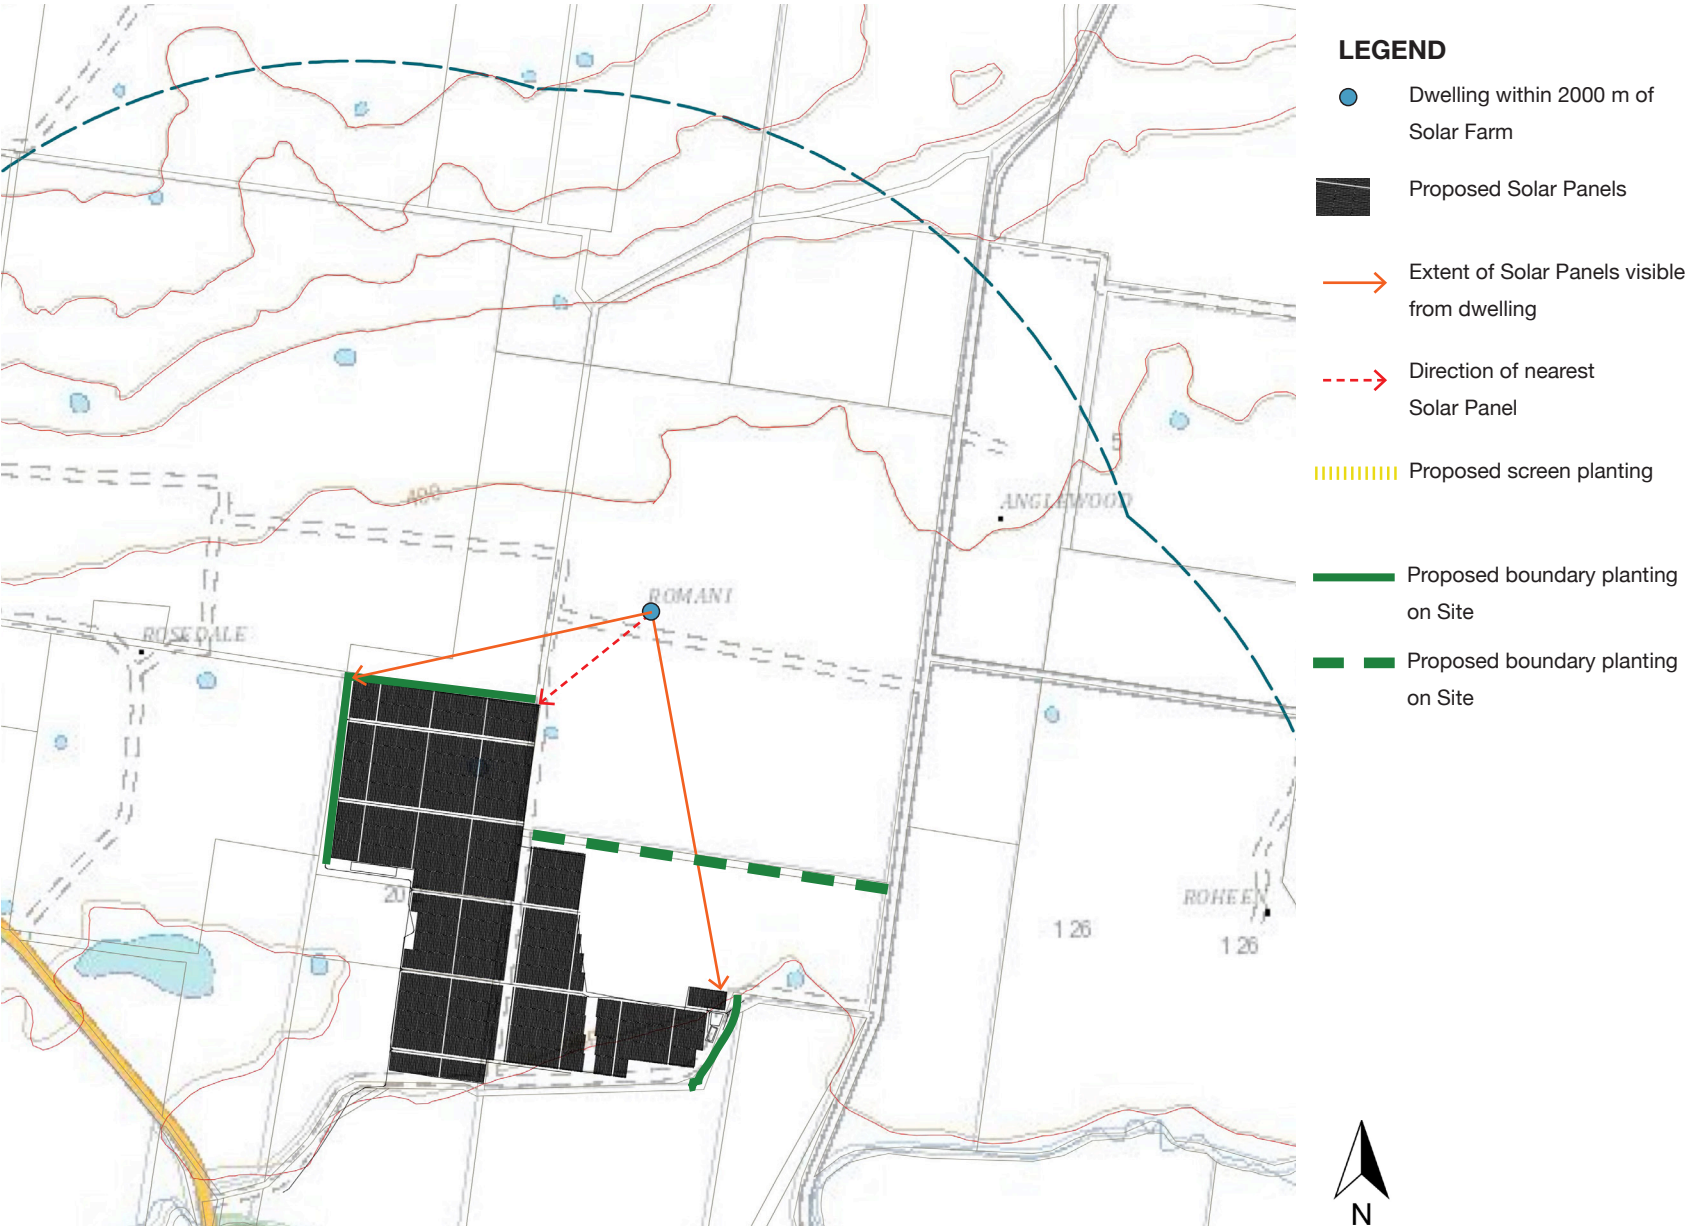 LEGEND
Dwelling within 2000 m of
Solar Farm
Proposed Solar Panels
Extent of Solar Panels visible
from dwelling
Direction of nearest
Solar Panel
Proposed screen planting
Proposed boundary planting
on Site
Proposed boundary planting
on Site
N
5
400
ANGLEWOOD
ROMANI
ROSEDALE
20
ROHEEN
1 26
1 26